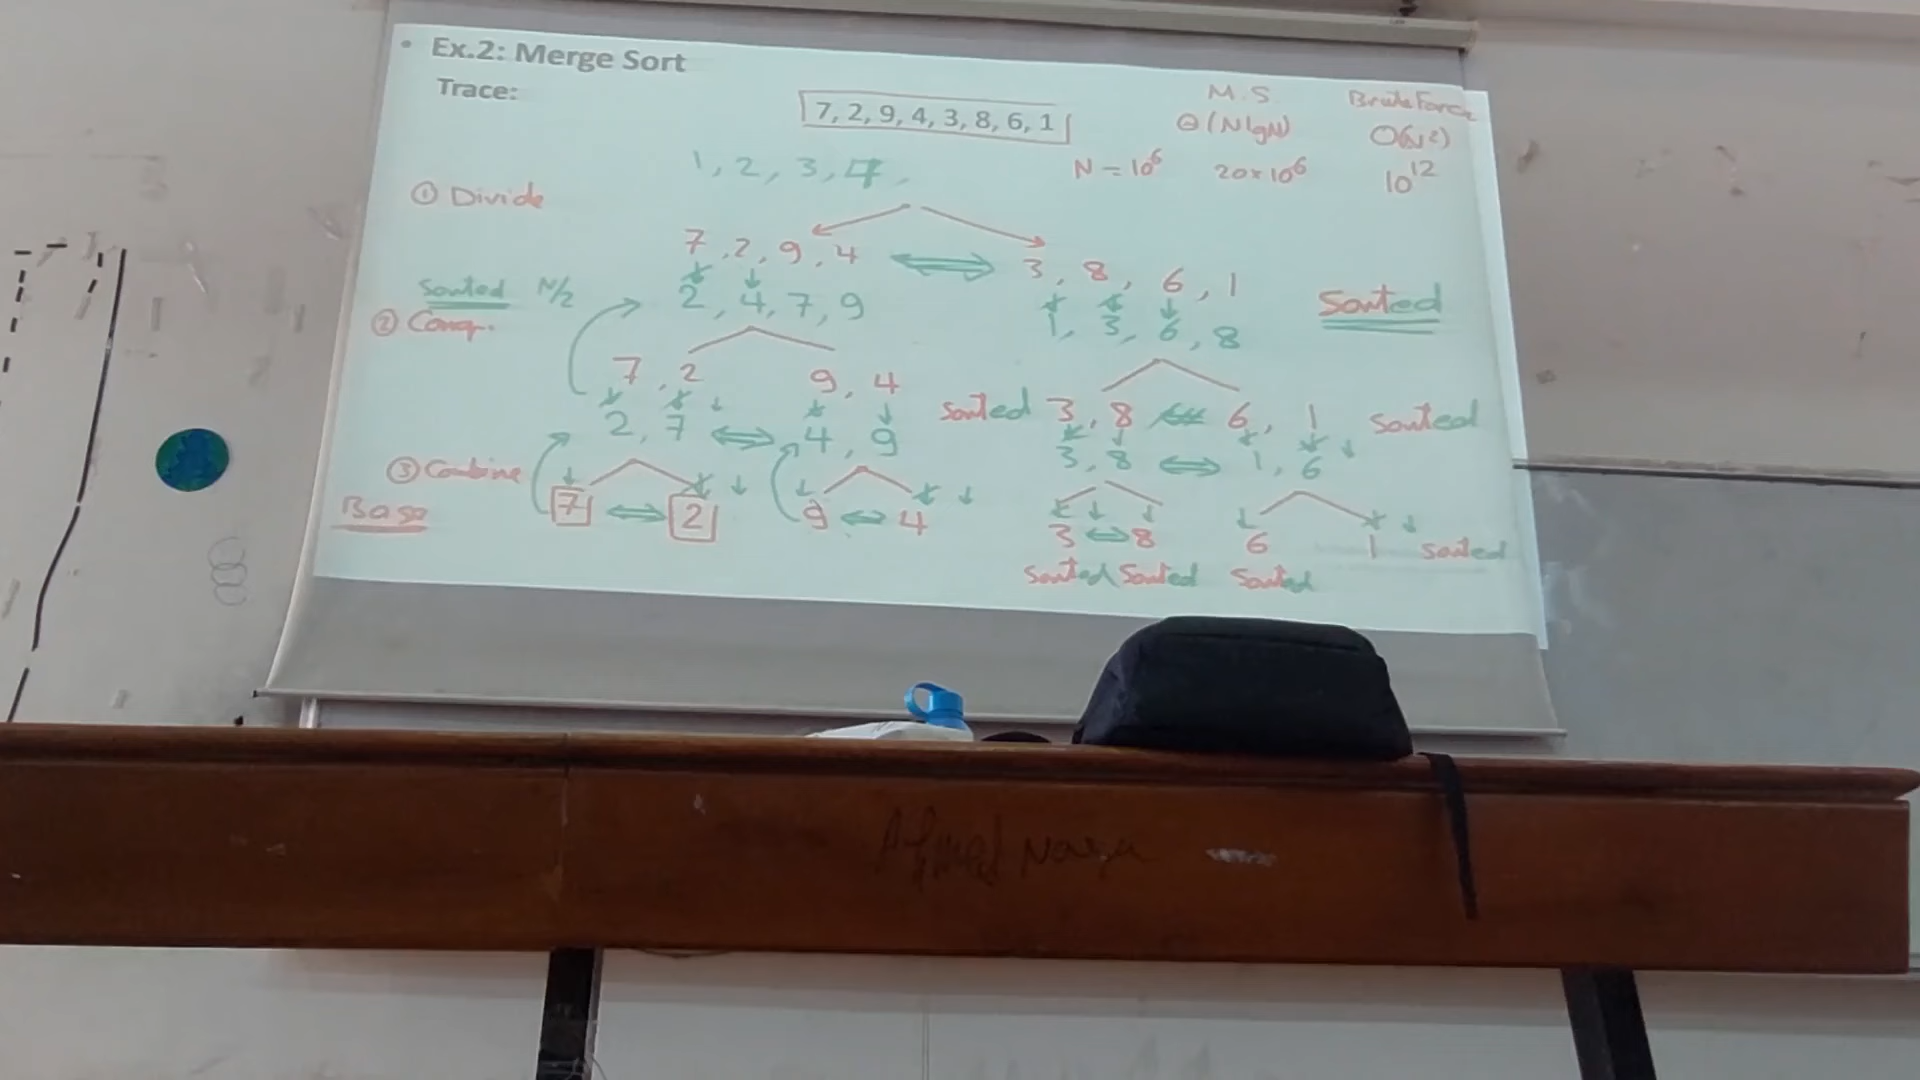 • Ex.2: Merge Sort
Trace:
7, 2, 9, 4, 3, 8, 6, 1
M.S. Brute Force
Θ(N lg N) O(N²)
N = 10⁶ 20×10⁶ 10¹²
1, 2, 3, 4,
① Divide
7, 2, 9, 4 3, 8, 6, 1
Sorted N/2 2, 4, 7, 9 1, 3, 6, 8 Sorted
② Conq.
7, 2 9, 4 Sorted 3, 8 6, 1 Sorted
2, 7 4, 9 3, 8 1, 6
③ Combine
Base 7 2 9 4 3 8 6 1 Sorted
Sorted Sorted Sorted